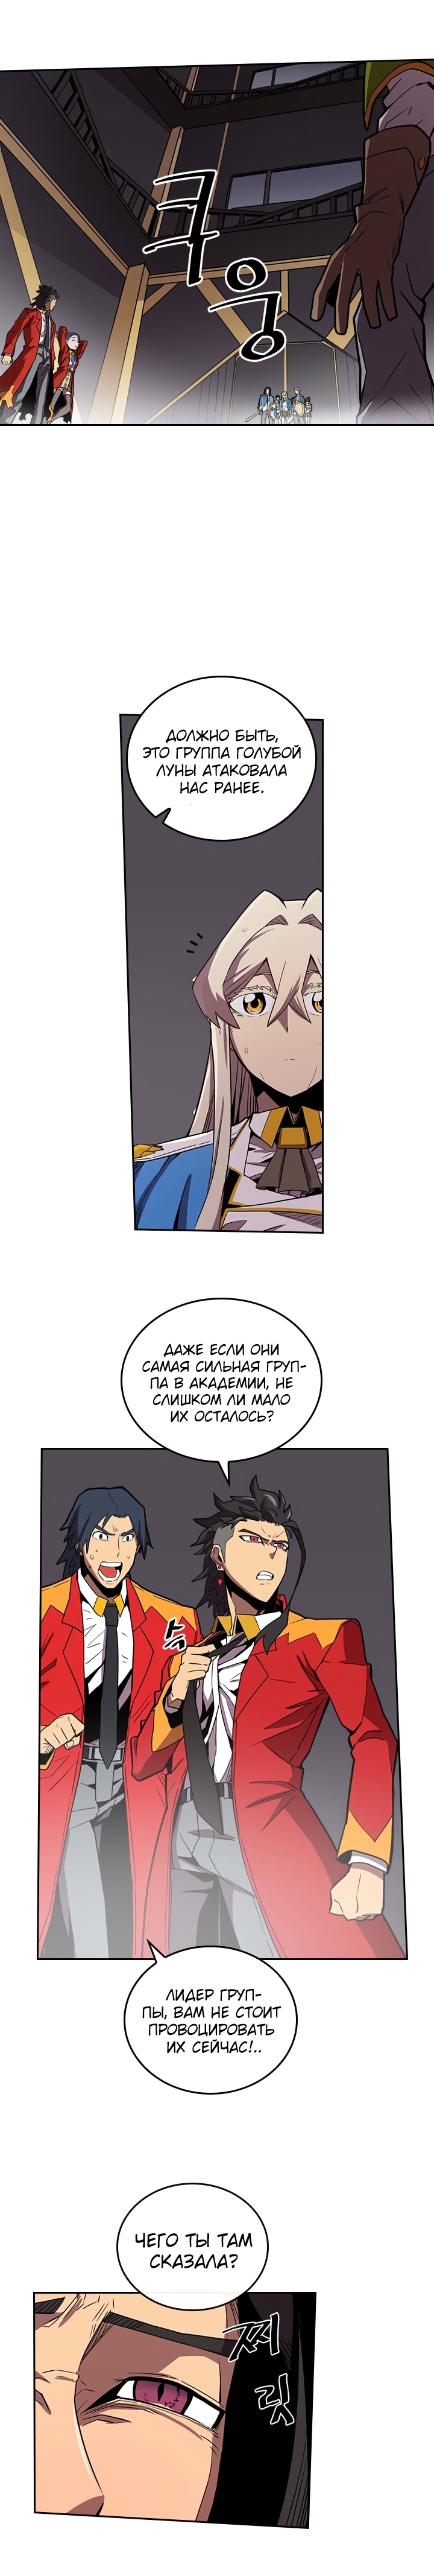 쿠
웅
ДОЛЖНО БЫТЬ,
ЭТО ГРУППА ГОЛУБОЙ
ЛУНЫ АТАКОВАЛА
НАС РАНЕЕ.
ДАЖЕ ЕСЛИ ОНИ
САМАЯ СИЛЬНАЯ ГРУП-
ПА В АКАДЕМИИ, НЕ
СЛИШКОМ ЛИ МАЛО
ИХ ОСТАЛОСЬ?
ЛИДЕР ГРУП-
ПЫ, ВАМ НЕ СТОИТ
ПРОВОЦИРОВАТЬ
ИХ СЕЙЧАС!..
ЧЕГО ТЫ ТАМ
СКАЗАЛА?
찌
릿